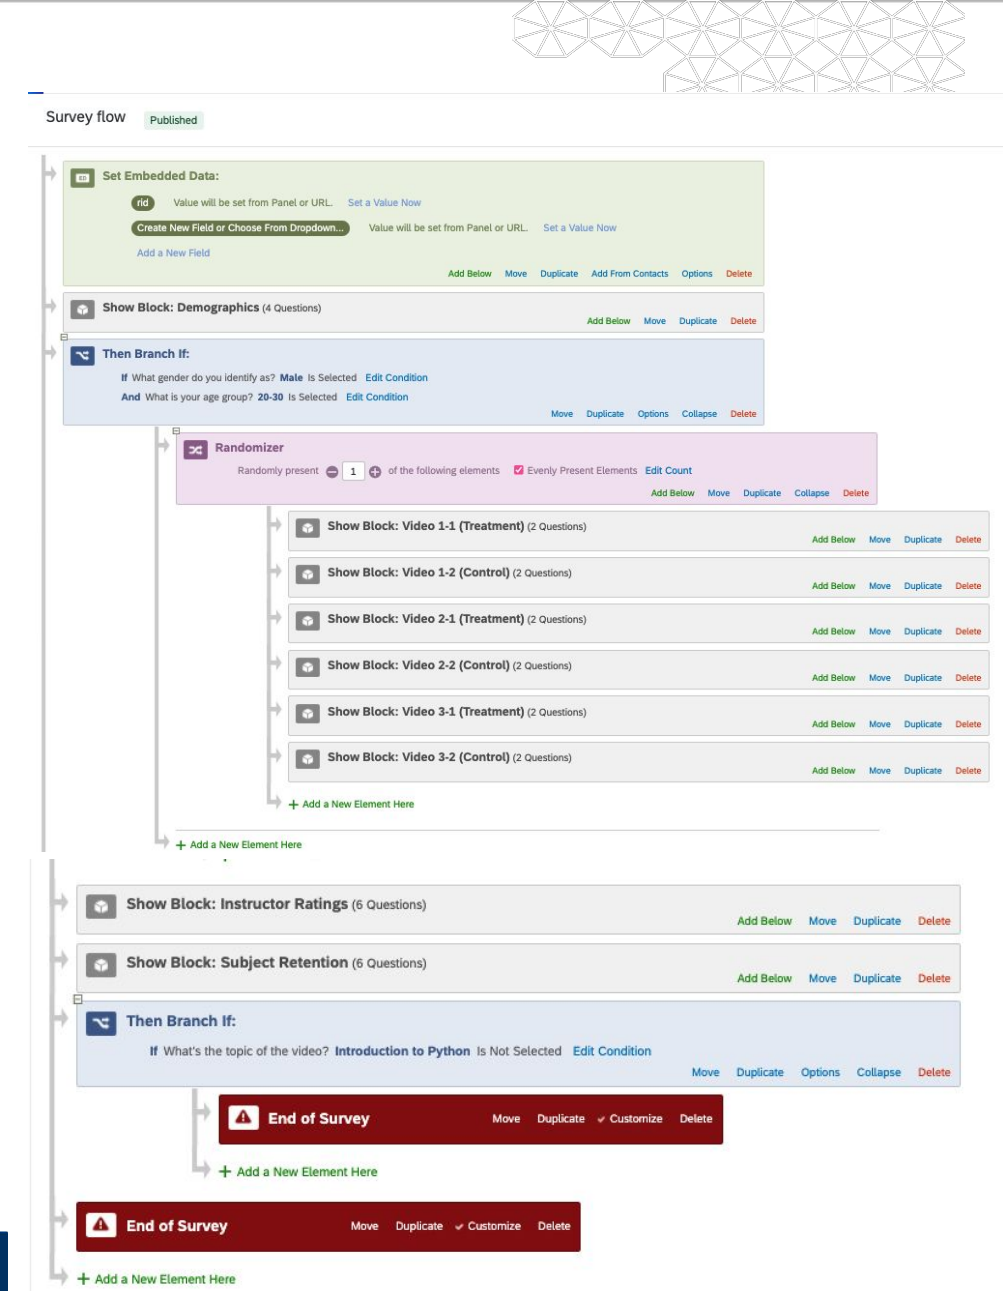 Survey flow Published
Set Embedded Data:
rid Value will be set from Panel or URL. Set a Value Now
Create New Field or Choose From Dropdown... Value will be set from Panel or URL. Set a Value Now
Add a New Field
Add Below Move Duplicate Add From Contacts Options Delete
Show Block: Demographics (4 Questions)
Add Below Move Duplicate Delete
Then Branch If:
If What gender do you identify as? Male Is Selected Edit Condition
And What is your age group? 20-30 Is Selected Edit Condition
Move Duplicate Options Collapse Delete
Randomizer
Randomly present 1 of the following elements Evenly Present Elements Edit Count
Add Below Move Duplicate Collapse Delete
Show Block: Video 1-1 (Treatment) (2 Questions)
Add Below Move Duplicate Delete
Show Block: Video 1-2 (Control) (2 Questions)
Add Below Move Duplicate Delete
Show Block: Video 2-1 (Treatment) (2 Questions)
Add Below Move Duplicate Delete
Show Block: Video 2-2 (Control) (2 Questions)
Add Below Move Duplicate Delete
Show Block: Video 3-1 (Treatment) (2 Questions)
Add Below Move Duplicate Delete
Show Block: Video 3-2 (Control) (2 Questions)
Add Below Move Duplicate Delete
+ Add a New Element Here
+ Add a New Element Here
Show Block: Instructor Ratings (6 Questions)
Add Below Move Duplicate Delete
Show Block: Subject Retention (6 Questions)
Add Below Move Duplicate Delete
Then Branch If:
If What's the topic of the video? Introduction to Python Is Not Selected Edit Condition
Move Duplicate Options Collapse Delete
End of Survey Move Duplicate Customize Delete
+ Add a New Element Here
End of Survey Move Duplicate Customize Delete
+ Add a New Element Here